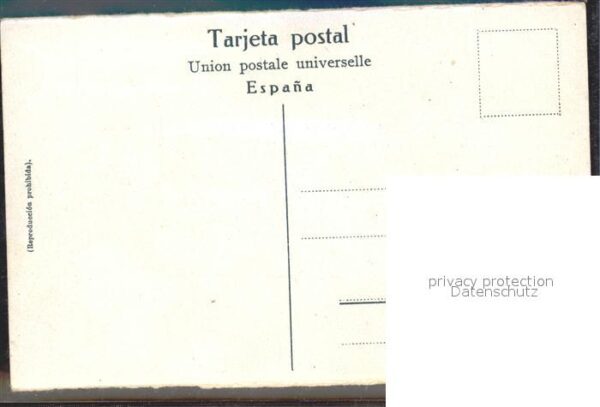 Tarjeta postal
Union postale universelle
España
(Reproducción prohibida).
privacy protection
Datenschutz